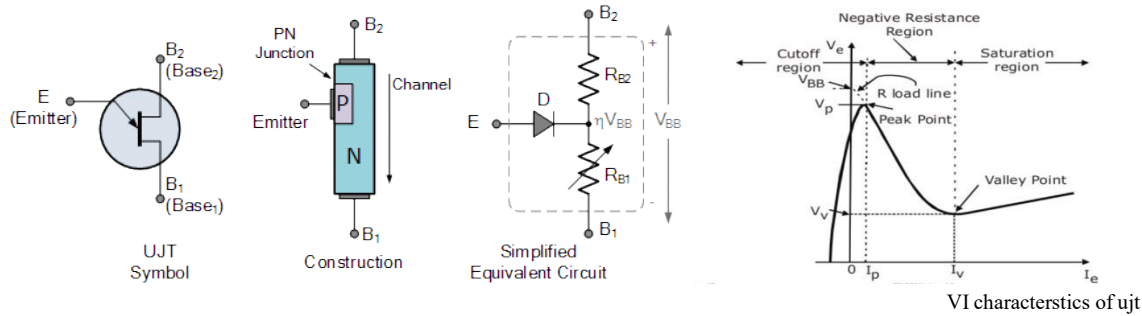 B2
(Base2)
E
(Emitter)
B1
(Base1)
UJT
Symbol
PN
Junction
B2
Channel
P
Emitter
N
B1
Construction
B2
+
RB2
D
E
ηVBB
VBB
RB1
-
B1
Simplified
Equivalent Circuit
Negative Resistance
Region
Cutoff
region
Ve
Saturation
region
VBB
R load line
Vp
Peak Point
Valley Point
Vv
0
Ip
Iv
Ie
VI characterstics of ujt